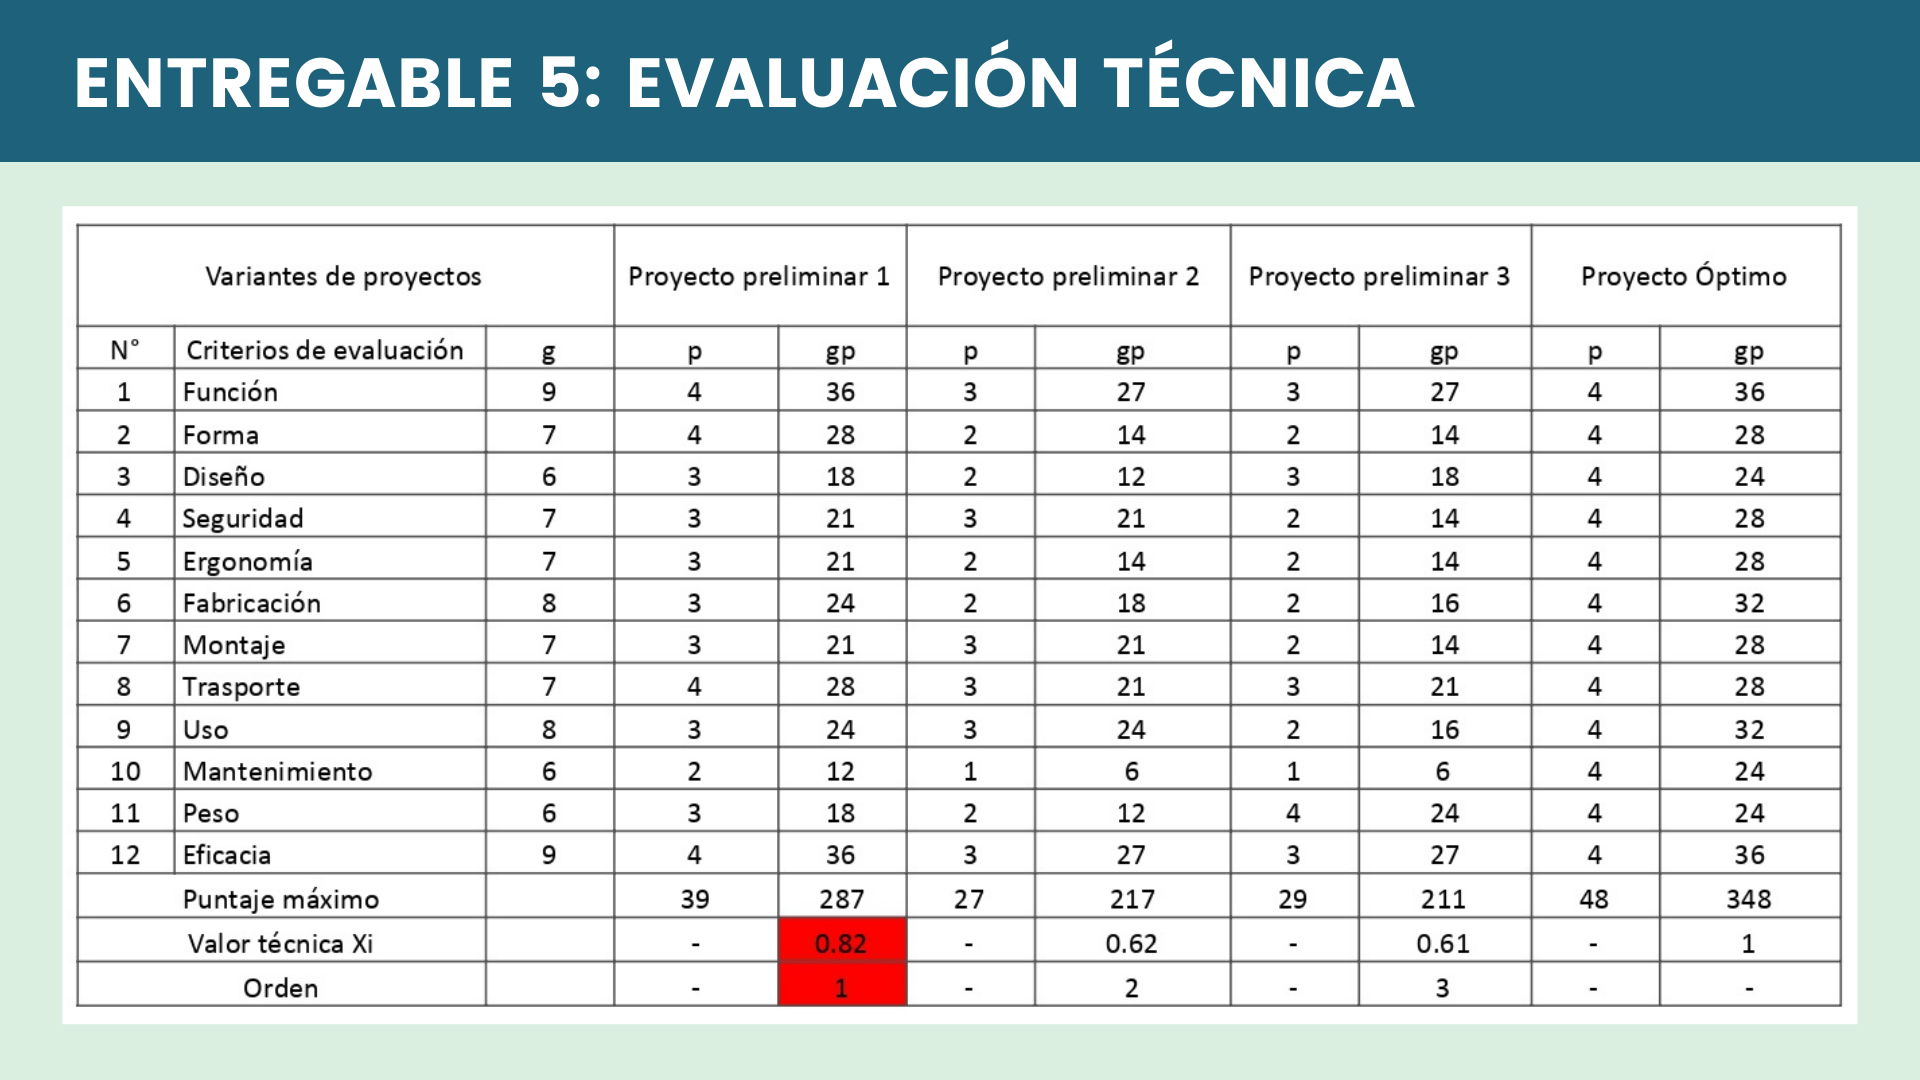 ENTREGABLE 5: EVALUACIÓN TÉCNICA
Variantes de proyectos Proyecto preliminar 1 Proyecto preliminar 2 Proyecto preliminar 3 Proyecto Óptimo
N° Criterios de evaluación g p gp p gp p gp p gp
1 Función 9 4 36 3 27 3 27 4 36
2 Forma 7 4 28 2 14 2 14 4 28
3 Diseño 6 3 18 2 12 3 18 4 24
4 Seguridad 7 3 21 3 21 2 14 4 28
5 Ergonomía 7 3 21 2 14 2 14 4 28
6 Fabricación 8 3 24 2 18 2 16 4 32
7 Montaje 7 3 21 3 21 2 14 4 28
8 Trasporte 7 4 28 3 21 3 21 4 28
9 Uso 8 3 24 3 24 2 16 4 32
10 Mantenimiento 6 2 12 1 6 1 6 4 24
11 Peso 6 3 18 2 12 4 24 4 24
12 Eficacia 9 4 36 3 27 3 27 4 36
Puntaje máximo 39 287 27 217 29 211 48 348
Valor técnica Xi - 0.82 - 0.62 - 0.61 - 1
Orden - 1 - 2 - 3 - -